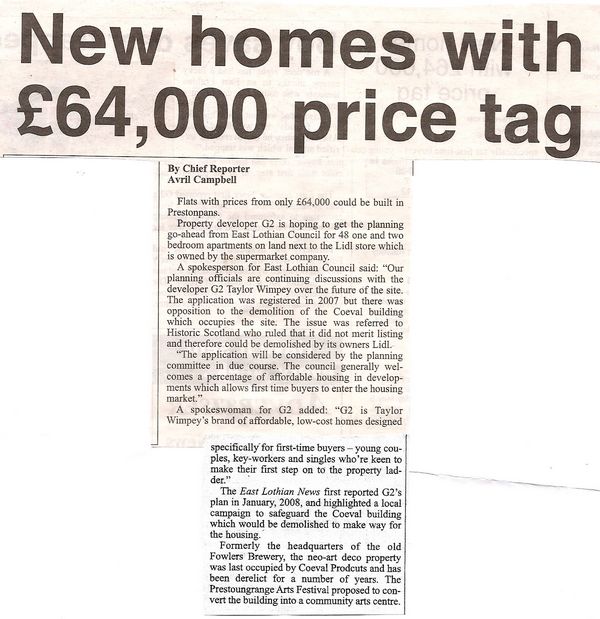 New homes with
£64,000 price tag
By Chief Reporter
Avril Campbell
Flats with prices from only £64,000 could be built in
Prestonpans.
Property developer G2 is hoping to get the planning
go-ahead from East Lothian Council for 48 one and two
bedroom apartments on land next to the Lidl store which
is owned by the supermarket company.
A spokesperson for East Lothian Council said: “Our
planning officials are continuing discussions with the
developer G2 Taylor Wimpey over the future of the site.
The application was registered in 2007 but there was
opposition to the demolition of the Coeval building
which occupies the site. The issue was referred to
Historic Scotland who ruled that it did not merit listing
and therefore could be demolished by its owners Lidl.
“The application will be considered by the planning
committee in due course. The council generally wel-
comes a percentage of affordable housing in develop-
ments which allows first time buyers to enter the housing
market.”
A spokeswoman for G2 added: “G2 is Taylor
Wimpey’s brand of affordable, low-cost homes designed
specifically for first-time buyers – young cou-
ples, key-workers and singles who’re keen to
make their first step on to the property lad-
der.”
The East Lothian News first reported G2’s
plan in January, 2008, and highlighted a local
campaign to safeguard the Coeval building
which would be demolished to make way for
the housing.
Formerly the headquarters of the old
Fowlers Brewery, the neo-art deco property
was last occupied by Coeval Prodcuts and has
been derelict for a number of years. The
Prestoungrange Arts Festival proposed to con-
vert the building into a community arts centre.